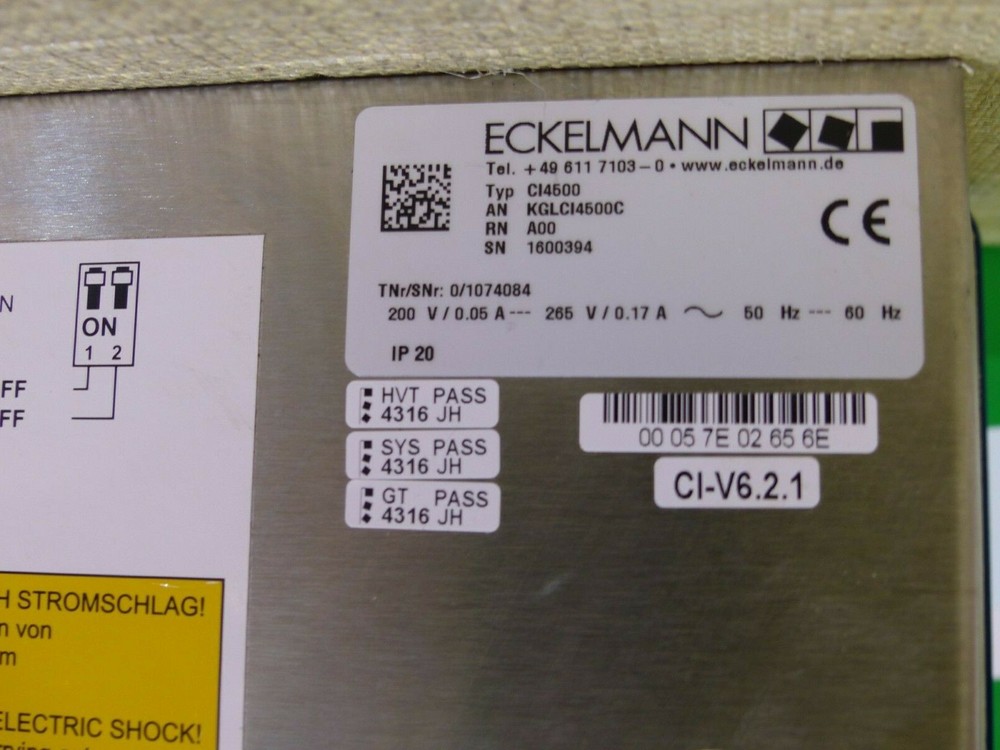 ECKELMANN
Tel. +49 611 7103-0 • www.eckelmann.de
Typ CI4500
AN KGLCI4500C
RN A00
SN 1600394
CE
TNr/SNr: 0/1074084
200 V / 0.05 A --- 265 V / 0.17 A ~ 50 Hz --- 60 Hz
IP 20
HVT PASS
4316 JH
SYS PASS
4316 JH
GT PASS
4316 JH
00 05 7E 02 65 6E
CI-V6.2.1
N
ON
1 2
FF
FF
H STROMSCHLAG!
n von
m
ELECTRIC SHOCK!